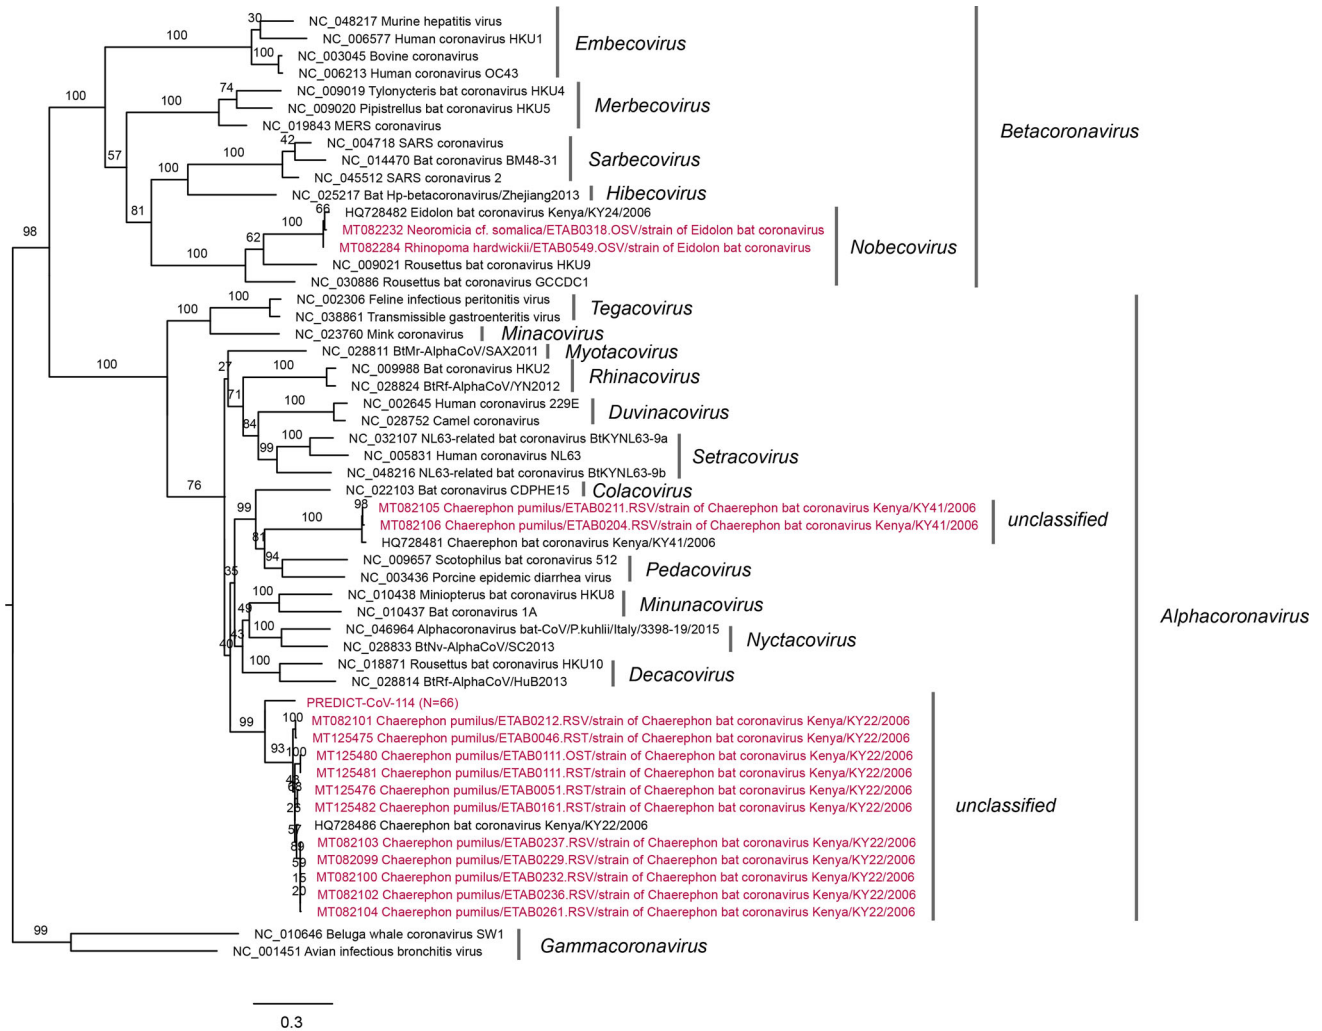 30
NC_048217 Murine hepatitis virus
100
NC_006577 Human coronavirus HKU1
Embecovirus
100
NC_003045 Bovine coronavirus
NC_006213 Human coronavirus OC43
100
74
NC_009019 Tylonycteris bat coronavirus HKU4
100
NC_009020 Pipistrellus bat coronavirus HKU5
Merbecovirus
NC_019843 MERS coronavirus
Betacoronavirus
57
42
NC_004718 SARS coronavirus
100
NC_014470 Bat coronavirus BM48-31
Sarbecovirus
100
NC_045512 SARS coronavirus 2
NC_025217 Bat Hp-betacoronavirus/Zhejiang2013
Hibecovirus
81
66
HQ728482 Eidolon bat coronavirus Kenya/KY24/2006
98
100
MT082232 Neoromicia cf. somalica/ETAB0318.OSV/strain of Eidolon bat coronavirus
62
MT082284 Rhinopoma hardwickii/ETAB0549.OSV/strain of Eidolon bat coronavirus
Nobecovirus
100
NC_009021 Rousettus bat coronavirus HKU9
NC_030886 Rousettus bat coronavirus GCCDC1
100
NC_002306 Feline infectious peritonitis virus
100
NC_038861 Transmissible gastroenteritis virus
Tegacovirus
NC_023760 Mink coronavirus
Minacovirus
100
27
NC_028811 BtMr-AlphaCoV/SAX2011
Myotacovirus
100
NC_009988 Bat coronavirus HKU2
NC_028824 BtRf-AlphaCoV/YN2012
Rhinacovirus
71
100
NC_002645 Human coronavirus 229E
NC_028752 Camel coronavirus
Duvinacovirus
84
100
NC_032107 NL63-related bat coronavirus BtKYNL63-9a
99
NC_005831 Human coronavirus NL63
Setracovirus
NC_048216 NL63-related bat coronavirus BtKYNL63-9b
76
NC_022103 Bat coronavirus CDPHE15
Colacovirus
99
98
MT082105 Chaerephon pumilus/ETAB0211.RSV/strain of Chaerephon bat coronavirus Kenya/KY41/2006
100
MT082106 Chaerephon pumilus/ETAB0204.RSV/strain of Chaerephon bat coronavirus Kenya/KY41/2006
unclassified
81
HQ728481 Chaerephon bat coronavirus Kenya/KY41/2006
94
NC_009657 Scotophilus bat coronavirus 512
35
NC_003436 Porcine epidemic diarrhea virus
Pedacovirus
100
NC_010438 Miniopterus bat coronavirus HKU8
49
NC_010437 Bat coronavirus 1A
Minunacovirus
Alphacoronavirus
43
100
NC_046964 Alphacoronavirus bat-CoV/P.kuhlii/Italy/3398-19/2015
40
NC_028833 BtNv-AlphaCoV/SC2013
Nyctacovirus
100
NC_018871 Rousettus bat coronavirus HKU10
NC_028814 BtRf-AlphaCoV/HuB2013
Decacovirus
PREDICT-CoV-114 (N=66)
99
100
MT082101 Chaerephon pumilus/ETAB0212.RSV/strain of Chaerephon bat coronavirus Kenya/KY22/2006
MT125475 Chaerephon pumilus/ETAB0046.RST/strain of Chaerephon bat coronavirus Kenya/KY22/2006
93
100
MT125480 Chaerephon pumilus/ETAB0111.OST/strain of Chaerephon bat coronavirus Kenya/KY22/2006
MT125481 Chaerephon pumilus/ETAB0111.RST/strain of Chaerephon bat coronavirus Kenya/KY22/2006
MT125476 Chaerephon pumilus/ETAB0051.RST/strain of Chaerephon bat coronavirus Kenya/KY22/2006
MT125482 Chaerephon pumilus/ETAB0161.RST/strain of Chaerephon bat coronavirus Kenya/KY22/2006
unclassified
HQ728486 Chaerephon bat coronavirus Kenya/KY22/2006
57
MT082103 Chaerephon pumilus/ETAB0237.RSV/strain of Chaerephon bat coronavirus Kenya/KY22/2006
89
MT082099 Chaerephon pumilus/ETAB0229.RSV/strain of Chaerephon bat coronavirus Kenya/KY22/2006
59
MT082100 Chaerephon pumilus/ETAB0232.RSV/strain of Chaerephon bat coronavirus Kenya/KY22/2006
15
MT082102 Chaerephon pumilus/ETAB0236.RSV/strain of Chaerephon bat coronavirus Kenya/KY22/2006
20
MT082104 Chaerephon pumilus/ETAB0261.RSV/strain of Chaerephon bat coronavirus Kenya/KY22/2006
99
NC_010646 Beluga whale coronavirus SW1
NC_001451 Avian infectious bronchitis virus
Gammacoronavirus
0.3